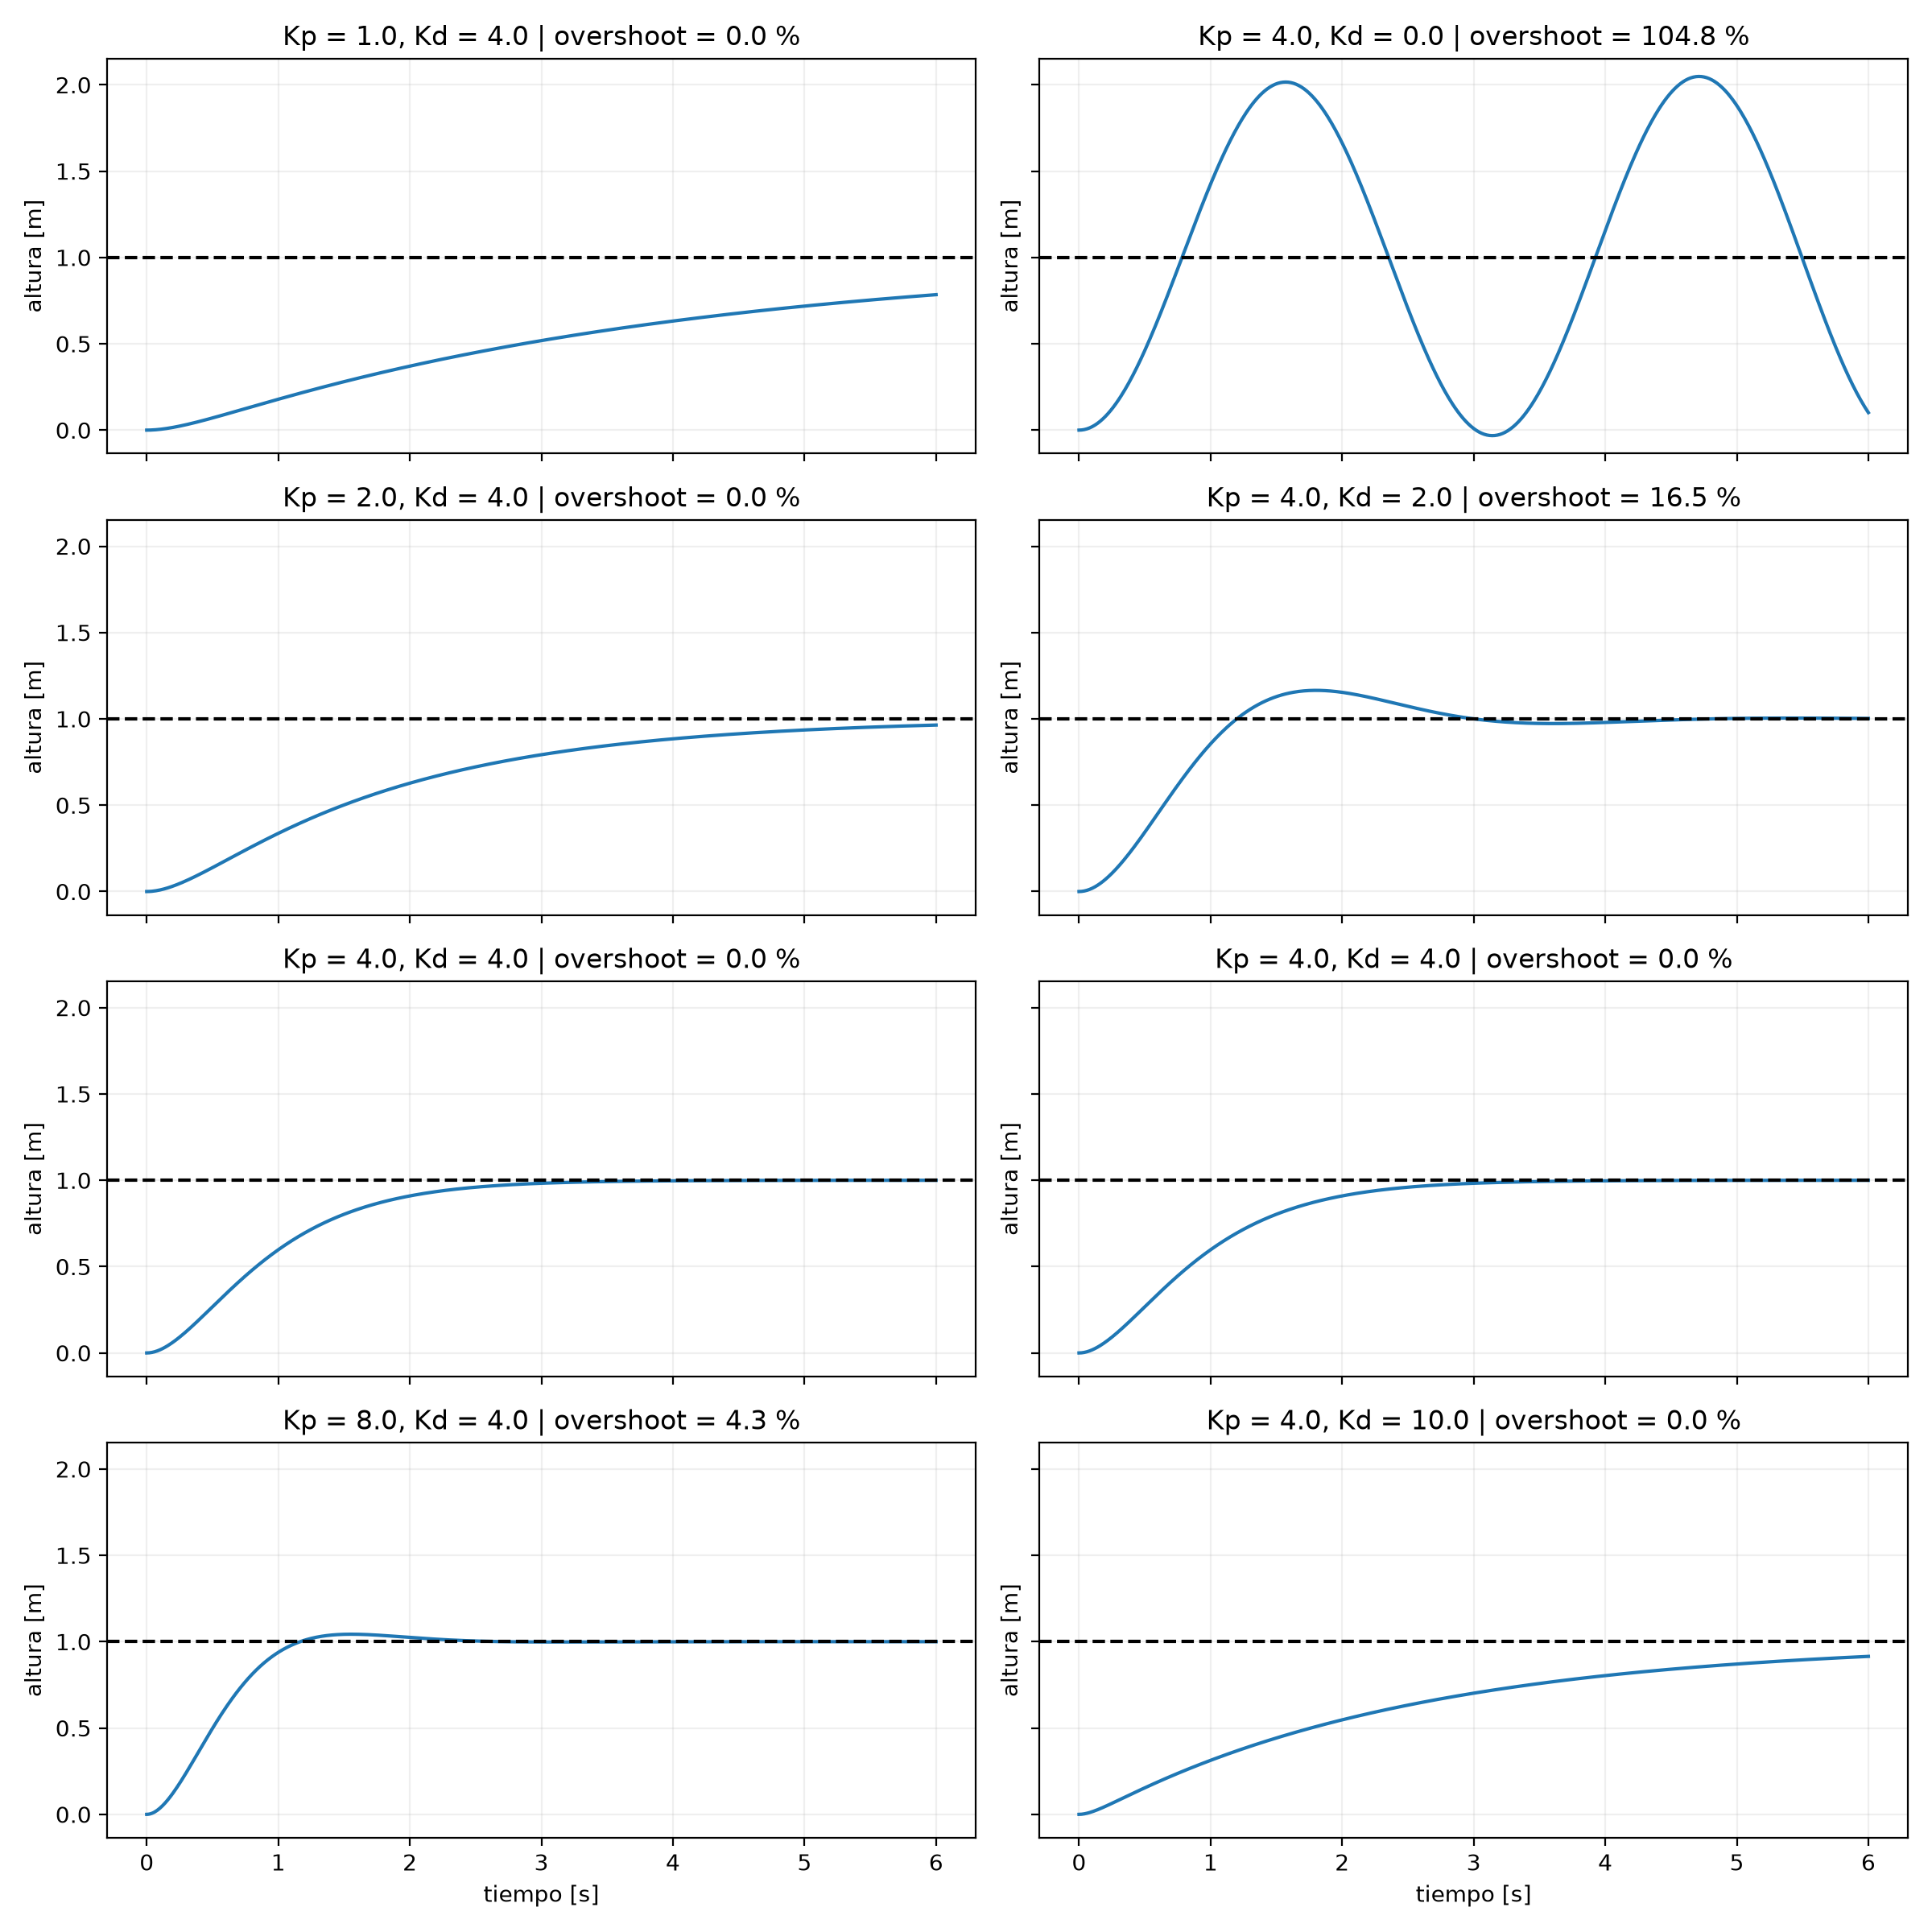 Kp = 1.0, Kd = 4.0 | overshoot = 0.0 %
2.0
1.5
1.0
0.5
0.0
altura [m]
Kp = 4.0, Kd = 0.0 | overshoot = 104.8 %
altura [m]
Kp = 2.0, Kd = 4.0 | overshoot = 0.0 %
2.0
1.5
1.0
0.5
0.0
altura [m]
Kp = 4.0, Kd = 2.0 | overshoot = 16.5 %
altura [m]
Kp = 4.0, Kd = 4.0 | overshoot = 0.0 %
2.0
1.5
1.0
0.5
0.0
altura [m]
Kp = 4.0, Kd = 4.0 | overshoot = 0.0 %
altura [m]
Kp = 8.0, Kd = 4.0 | overshoot = 4.3 %
2.0
1.5
1.0
0.5
0.0
altura [m]
0 1 2 3 4 5 6
tiempo [s]
Kp = 4.0, Kd = 10.0 | overshoot = 0.0 %
altura [m]
0 1 2 3 4 5 6
tiempo [s]